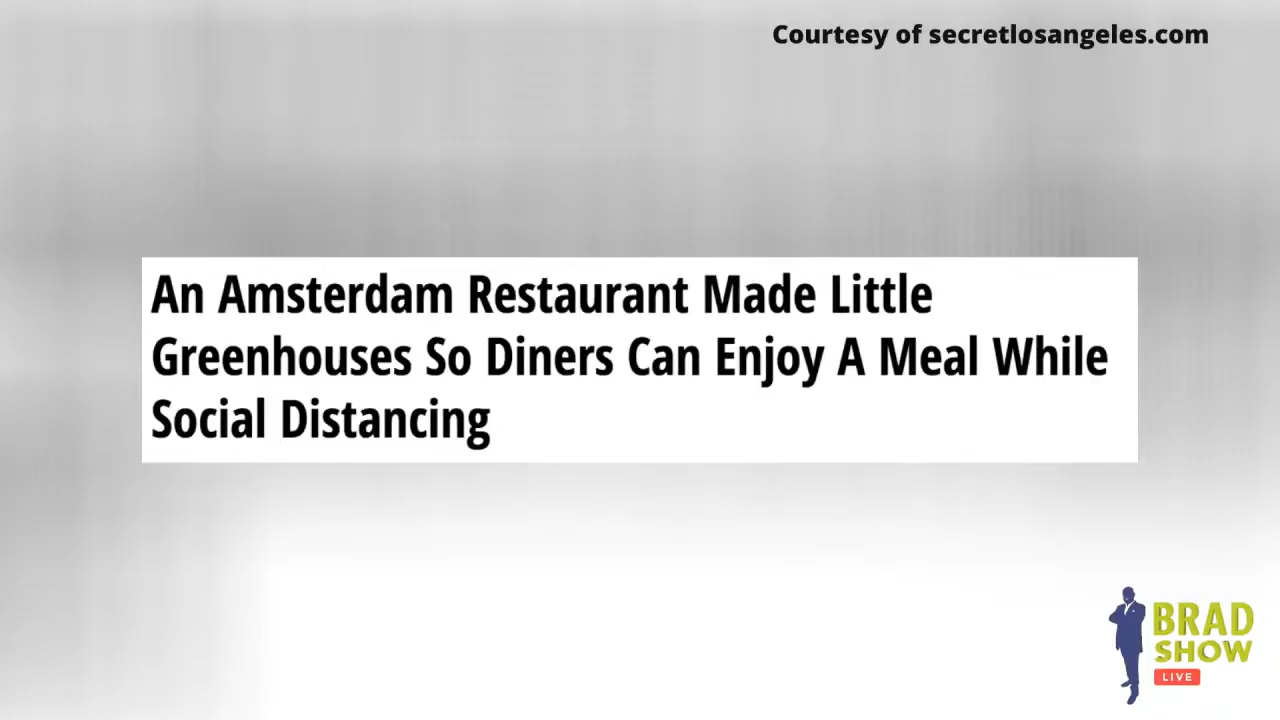 Courtesy of secretlosangeles.com
An Amsterdam Restaurant Made Little
Greenhouses So Diners Can Enjoy A Meal While
Social Distancing
BRAD
SHOW
LIVE